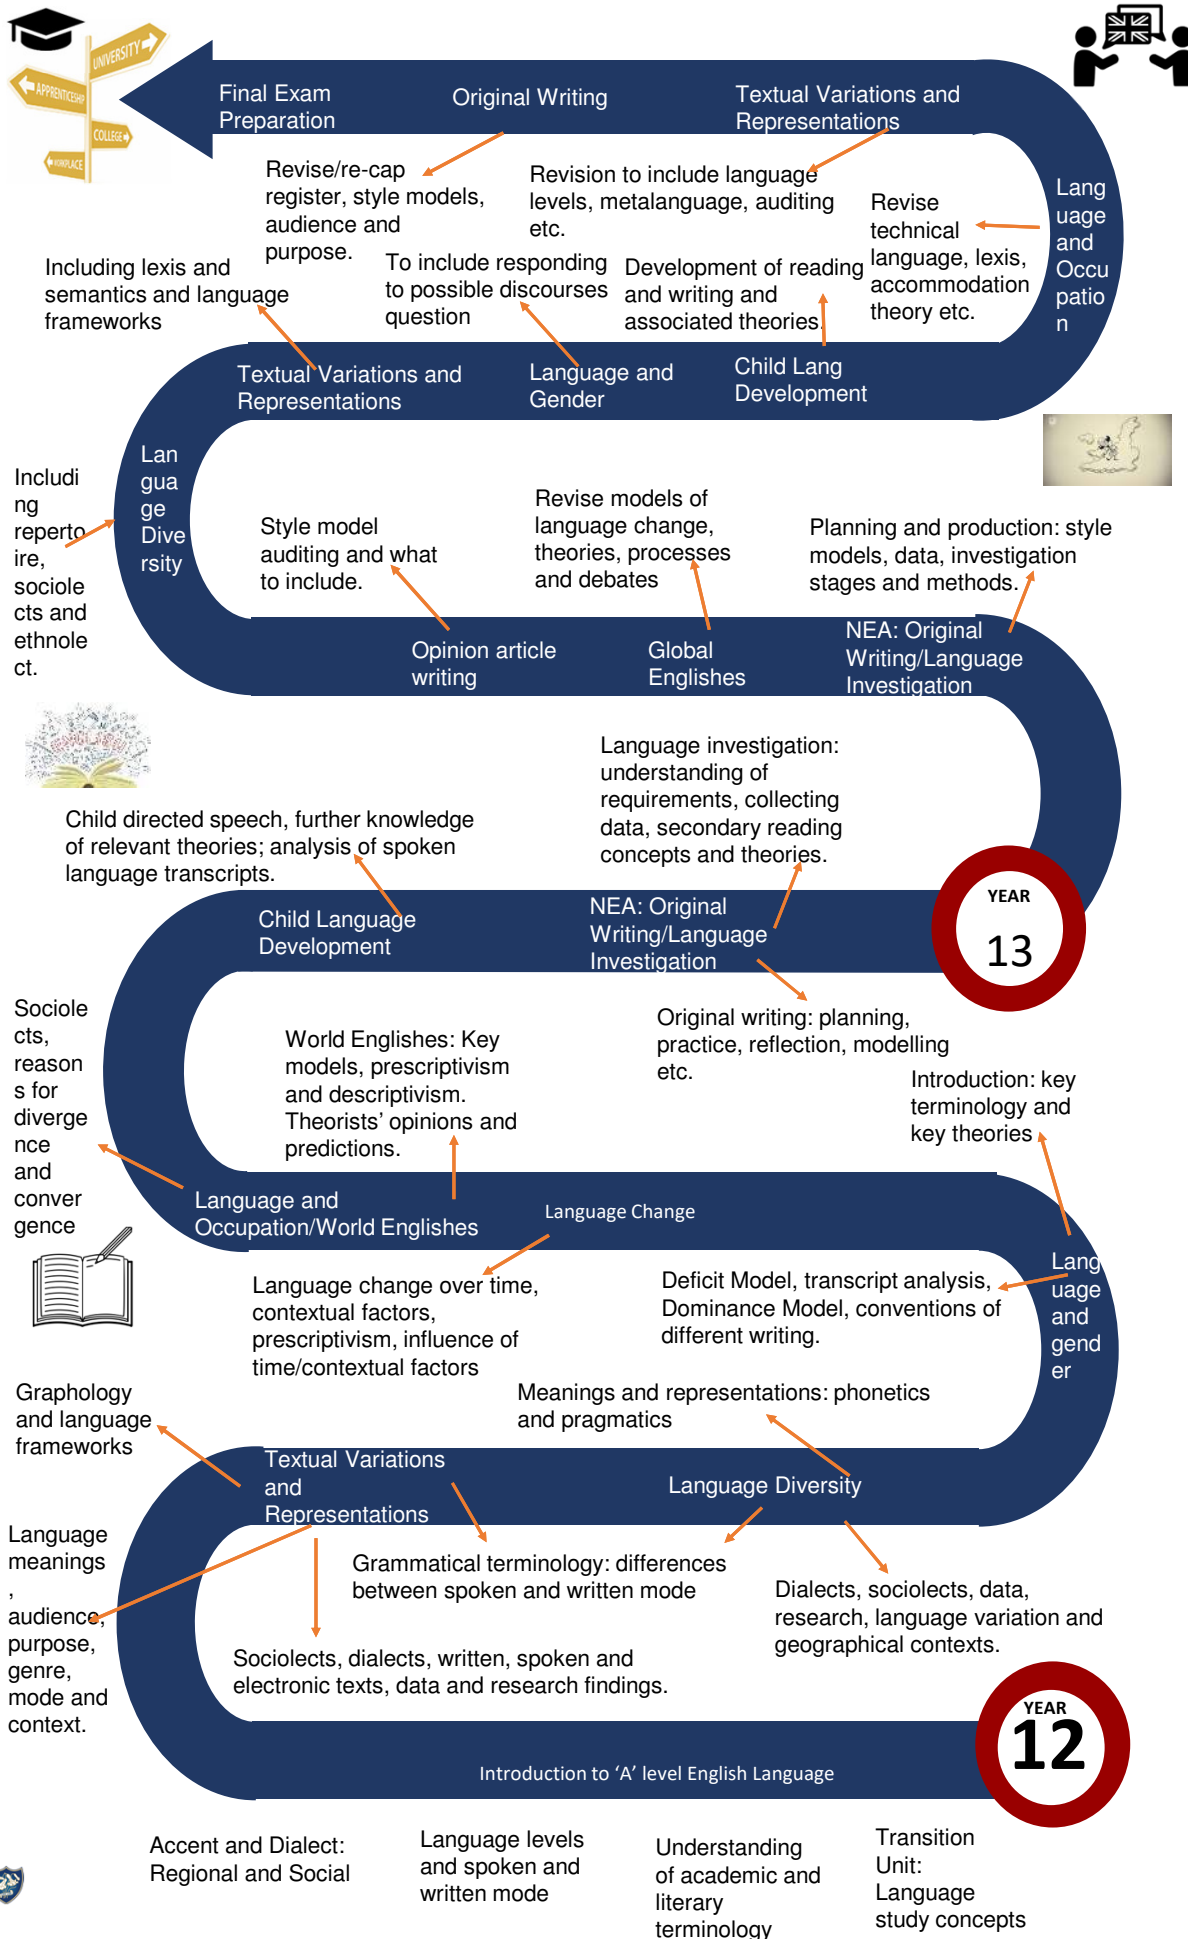 UNIVERSITY
APPRENTICESHIP
COLLEGE
WORKPLACE
Final Exam
Preparation
Original Writing
Textual Variations and
Representations
Revise/re-cap
register, style models,
audience and
purpose.
Revision to include language
levels, metalanguage, auditing
etc.
Revise
technical
language, lexis,
accommodation
theory etc.
Lang
uage
and
Occu
patio
n
Including lexis and
semantics and language
frameworks
To include responding
to possible discourses
question
Development of reading
and writing and
associated theories.
Textual Variations and
Representations
Language and
Gender
Child Lang
Development
Includi
ng
reperto
ire,
sociole
cts and
ethnole
ct.
Lan
gua
ge
Dive
rsity
Style model
auditing and what
to include.
Revise models of
language change,
theories, processes
and debates
Planning and production: style
models, data, investigation
stages and methods.
Opinion article
writing
Global
Englishes
NEA: Original
Writing/Language
Investigation
Language investigation:
understanding of
requirements, collecting
data, secondary reading
concepts and theories.
Child directed speech, further knowledge
of relevant theories; analysis of spoken
language transcripts.
Child Language
Development
NEA: Original
Writing/Language
Investigation
YEAR
13
Sociole
cts,
reason
s for
diverge
nce
and
conver
gence
World Englishes: Key
models, prescriptivism
and descriptivism.
Theorists’ opinions and
predictions.
Original writing: planning,
practice, reflection, modelling
etc.
Introduction: key
terminology and
key theories
Language and
Occupation/World Englishes
Language Change
Lang
uage
and
gend
er
Language change over time,
contextual factors,
prescriptivism, influence of
time/contextual factors
Deficit Model, transcript analysis,
Dominance Model, conventions of
different writing.
Graphology
and language
frameworks
Meanings and representations: phonetics
and pragmatics
Textual Variations
and
Representations
Language Diversity
Language
meanings
,
audience,
purpose,
genre,
mode and
context.
Grammatical terminology: differences
between spoken and written mode
Dialects, sociolects, data,
research, language variation and
geographical contexts.
Sociolects, dialects, written, spoken and
electronic texts, data and research findings.
YEAR
12
Introduction to ‘A’ level English Language
Accent and Dialect:
Regional and Social
Language levels
and spoken and
written mode
Understanding
of academic and
literary
terminology
Transition
Unit:
Language
study concepts